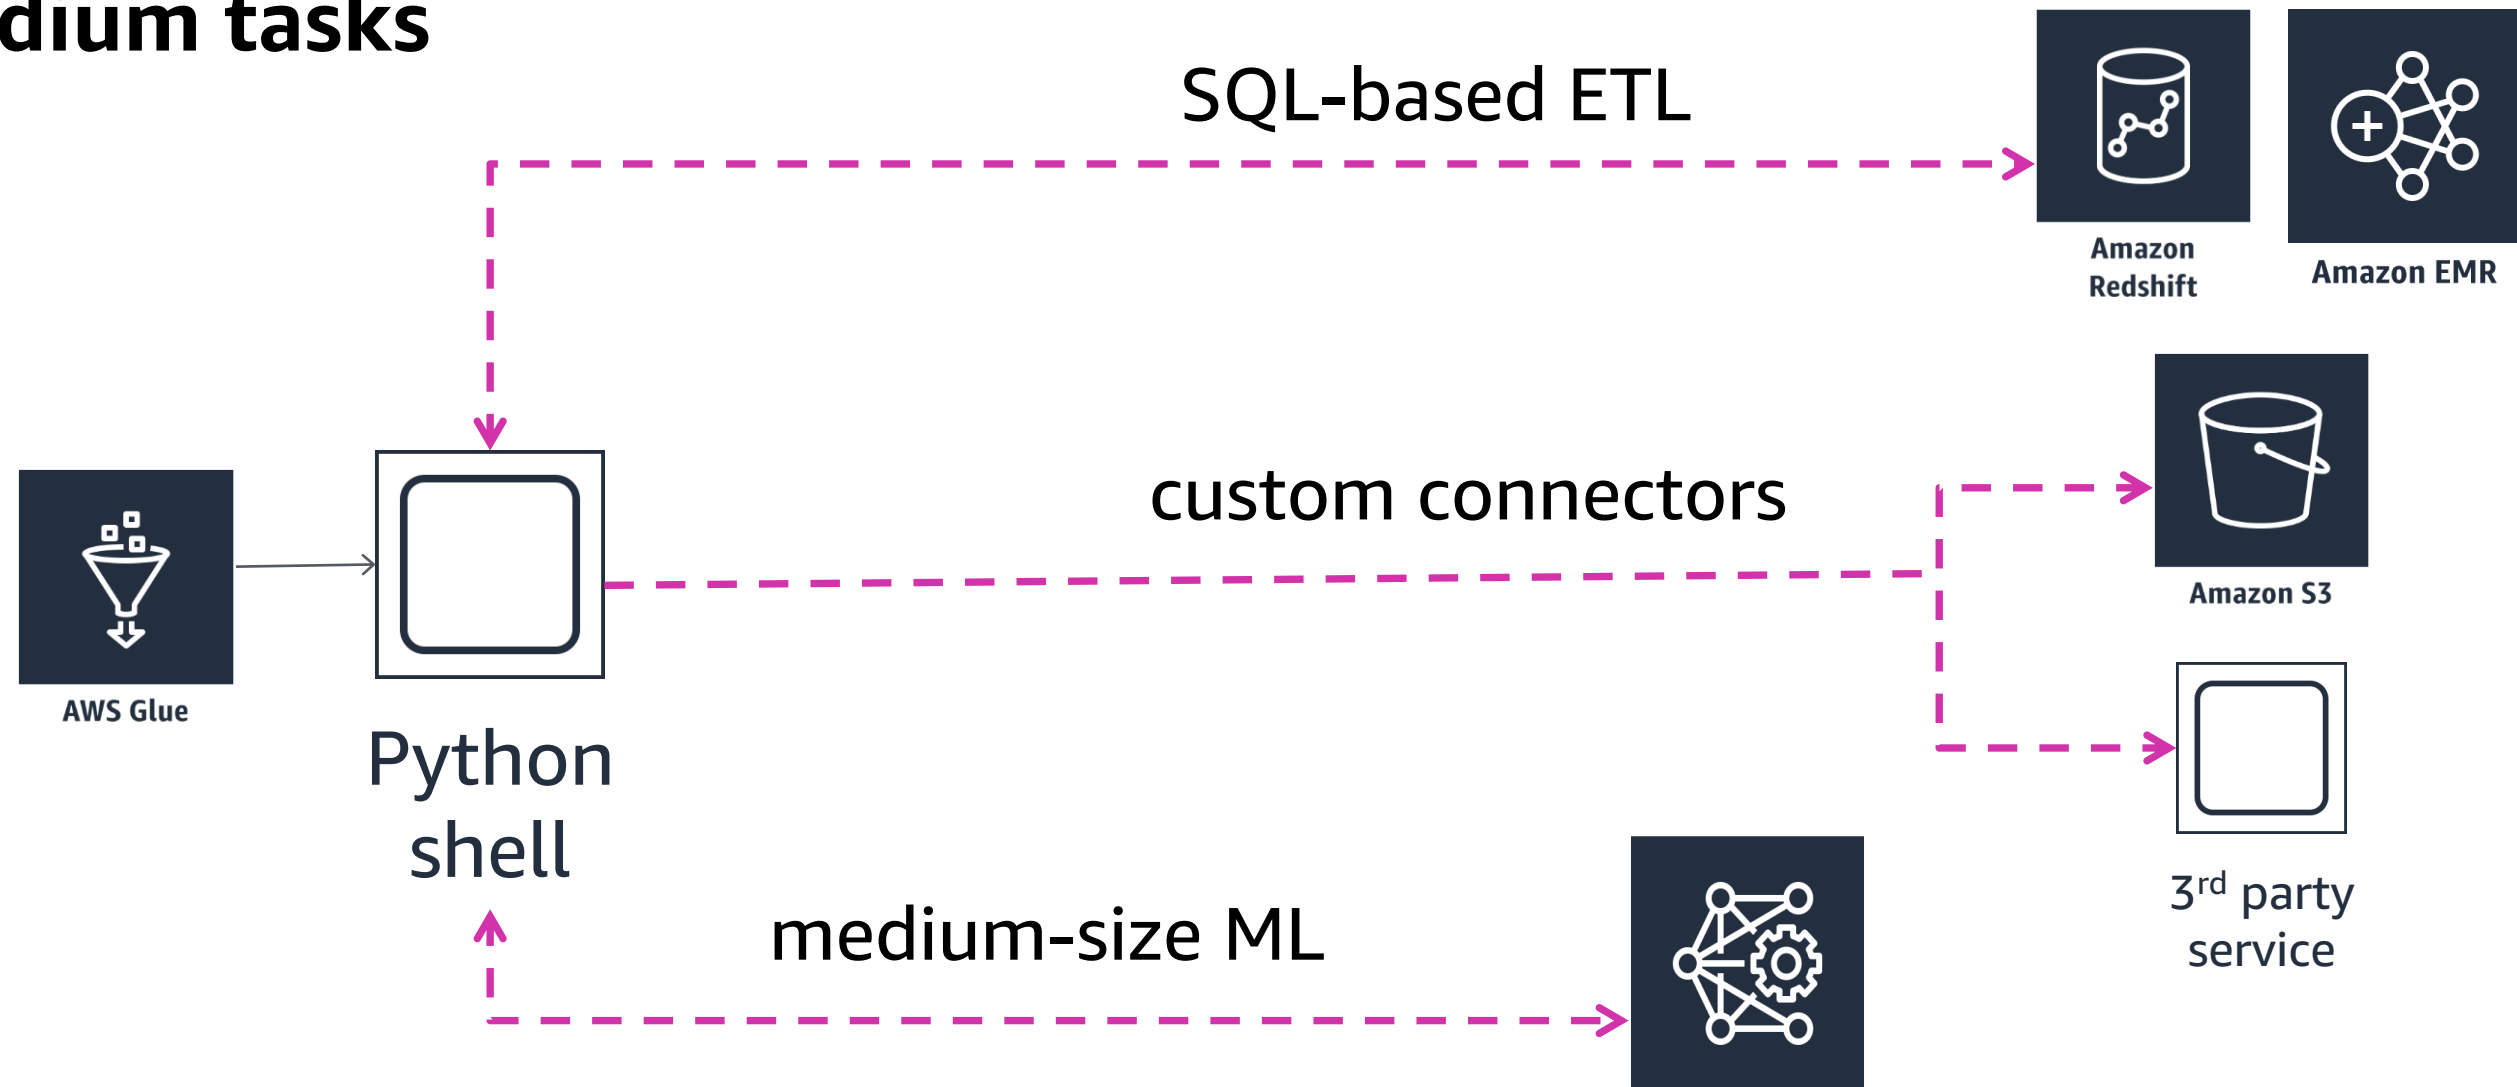 dium tasks
SQL-based ETL
Amazon
Redshift
Amazon EMR
custom connectors
Amazon S3
AWS Glue
Python
shell
3rd party
service
medium-size ML